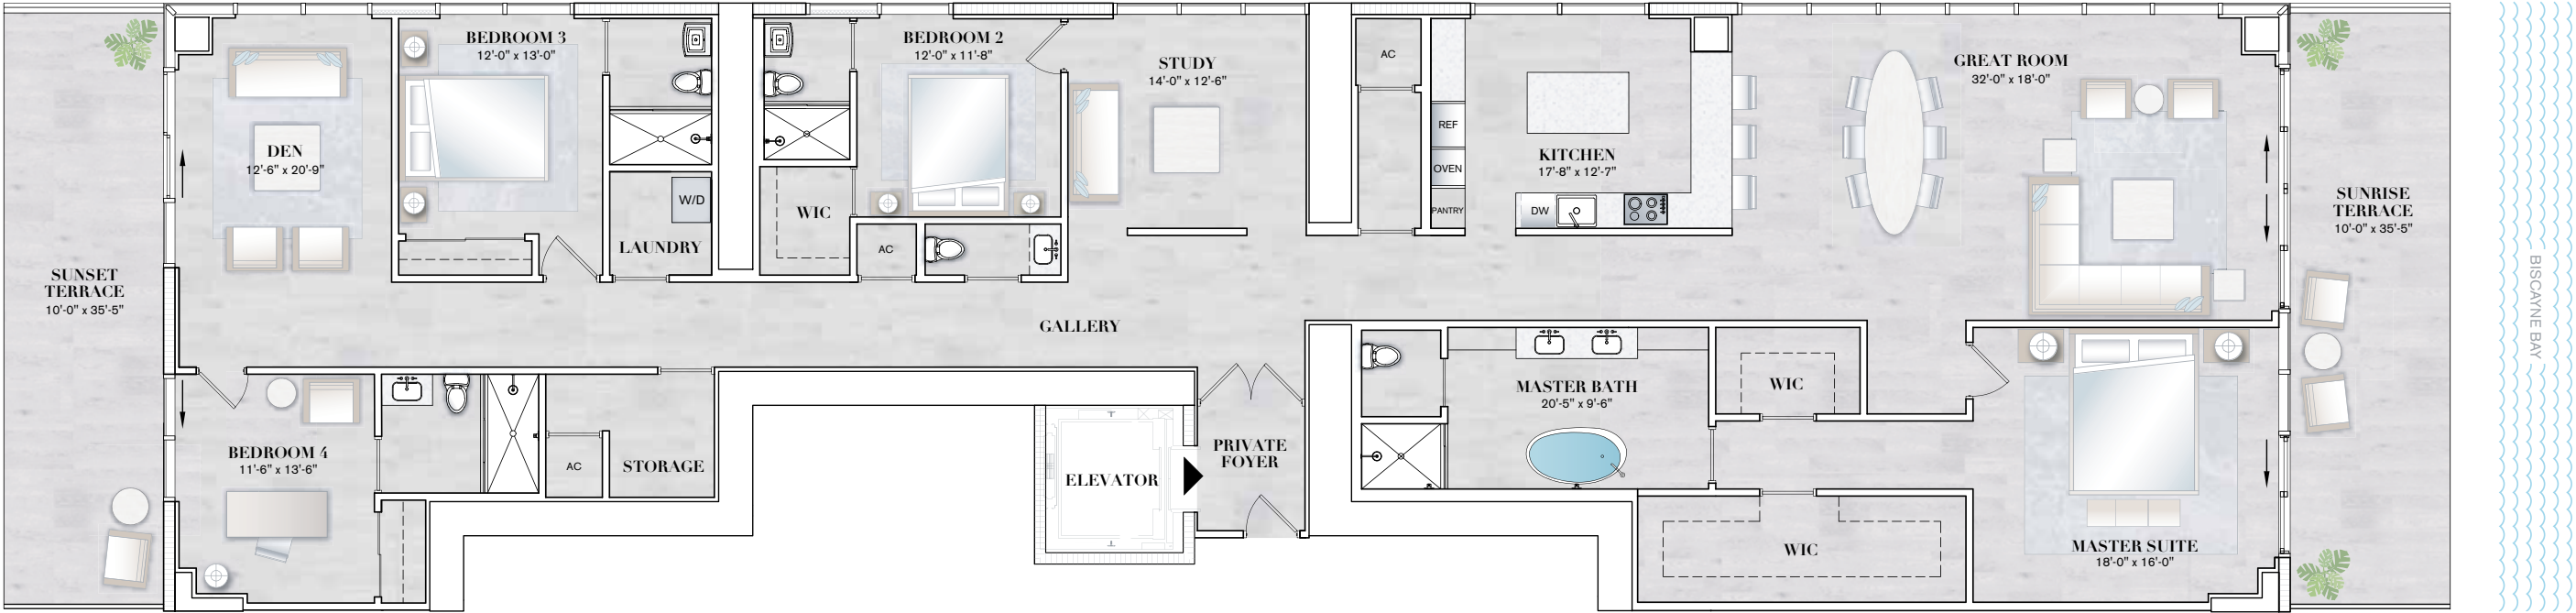 BEDROOM 3
12'-0" x 13'-0"
BEDROOM 2
12'-0" x 11'-8"
STUDY
14'-0" x 12'-6"
AC
GREAT ROOM
32'-0" x 18'-0"
REF
OVEN
PANTRY
KITCHEN
17'-8" x 12'-7"
DW
DEN
12'-6" x 20'-9"
W/D
LAUNDRY
WIC
AC
SUNRISE
TERRACE
10'-0" x 35'-5"
SUNSET
TERRACE
10'-0" x 35'-5"
BISCAYNE BAY
GALLERY
MASTER BATH
20'-5" x 9'-6"
WIC
BEDROOM 4
11'-6" x 13'-6"
AC
STORAGE
ELEVATOR
PRIVATE
FOYER
WIC
MASTER SUITE
18'-0" x 16'-0"